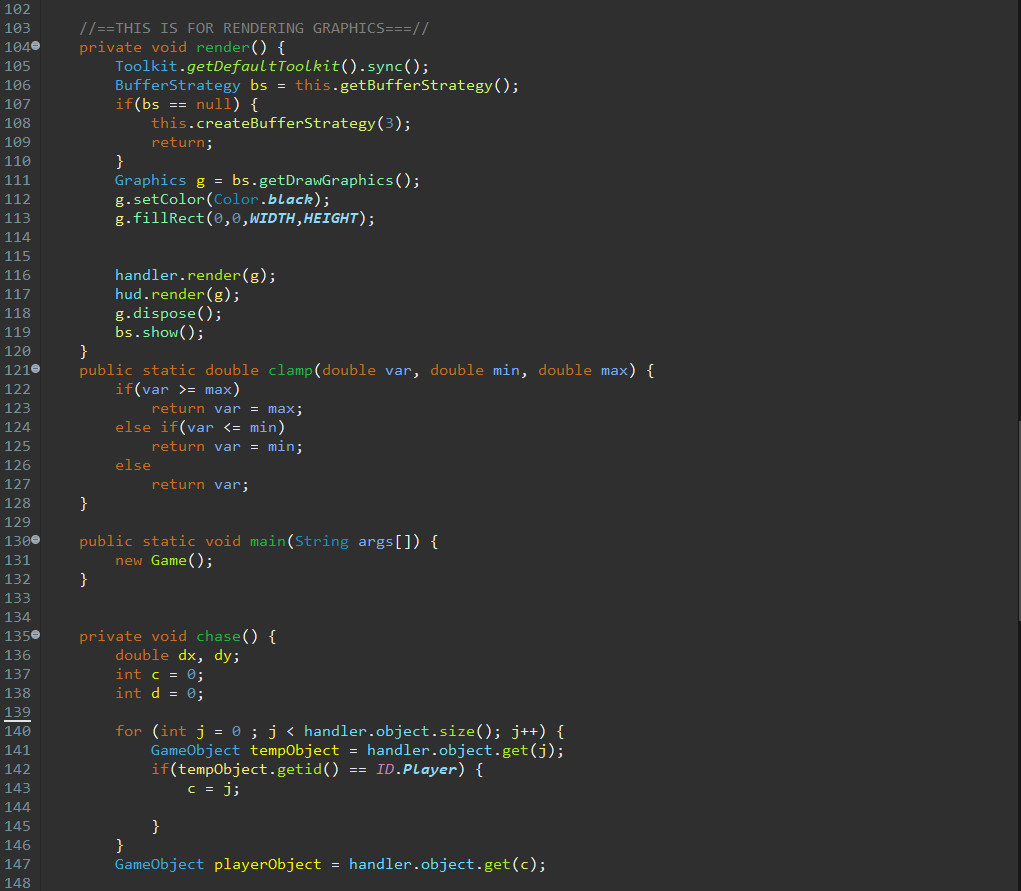 102
103 //==THIS IS FOR RENDERING GRAPHICS===//
104 private void render() {
105 Toolkit.getDefaultToolkit().sync();
106 BufferStrategy bs = this.getBufferStrategy();
107 if(bs == null) {
108 this.createBufferStrategy(3);
109 return;
110 }
111 Graphics g = bs.getDrawGraphics();
112 g.setColor(Color.black);
113 g.fillRect(0,0,WIDTH,HEIGHT);
114
115
116 handler.render(g);
117 hud.render(g);
118 g.dispose();
119 bs.show();
120 }
121 public static double clamp(double var, double min, double max) {
122 if(var >= max)
123 return var = max;
124 else if(var <= min)
125 return var = min;
126 else
127 return var;
128 }
129
130 public static void main(String args[]) {
131 new Game();
132 }
133
134
135 private void chase() {
136 double dx, dy;
137 int c = 0;
138 int d = 0;
139
140 for (int j = 0 ; j < handler.object.size(); j++) {
141 GameObject tempObject = handler.object.get(j);
142 if(tempObject.getid() == ID.Player) {
143 c = j;
144
145 }
146 }
147 GameObject playerObject = handler.object.get(c);
148